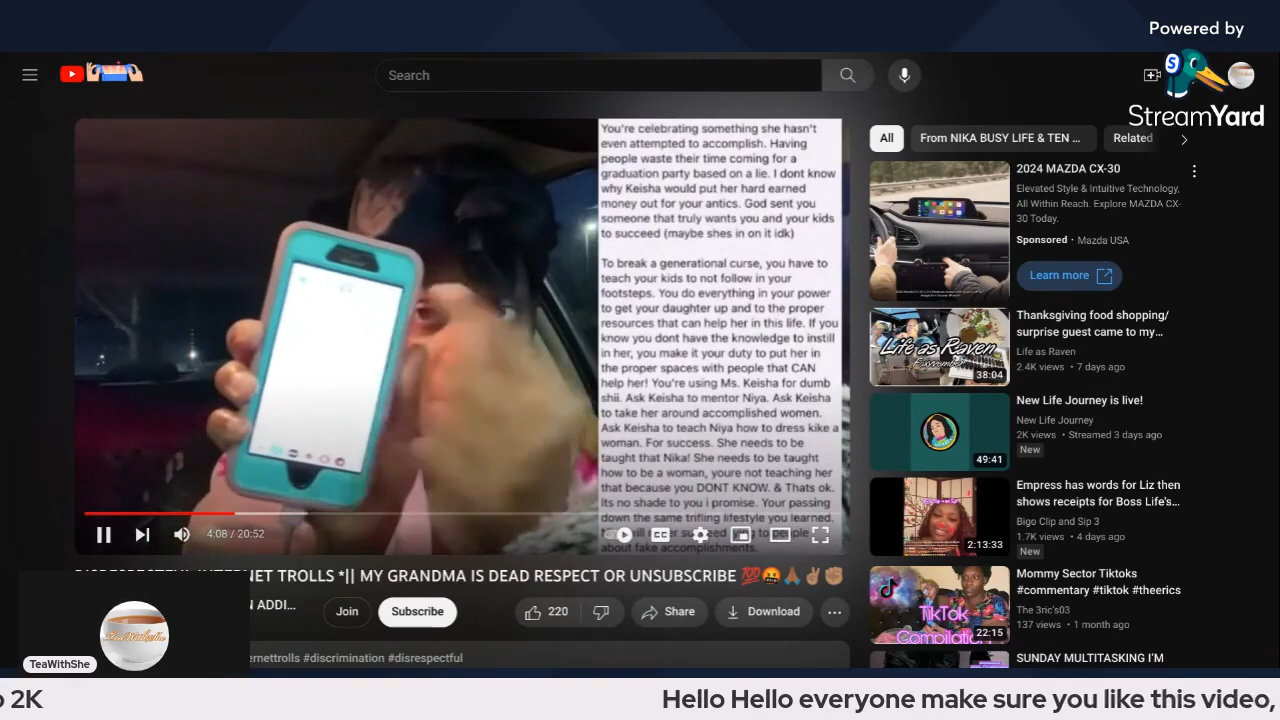 Powered by
StreamYard
Search
You're celebrating something she hasn't
even attempted to accomplish. Having
people waste their time coming for a
graduation party based on a lie. I dont know
why Keisha would put her hard earned
money out for your antics. God sent you
someone that truly wants you and your kids
to succeed (maybe shes in on it idk)
To break a generational curse, you have to
teach your kids to not follow in your
footsteps. You do everything in your power
to get your daughter up and to the proper
resources that can help her in this life. If you
know you dont have the knowledge to instill
in her, you make it your duty to put her in
the proper spaces with people that CAN
help her! You're using Ms. Keisha for dumb
shii. Ask Keisha to mentor Niya. Ask Keisha
to take her around accomplished women.
Ask Keisha to teach Niya how to dress kike a
woman. For success. She needs to be
taught that Nika! She needs to be taught
how to be a woman, youre not teaching her
that because you DONT KNOW. & Thats ok.
Its no shade to you i promise. Your passing
down the same trifling lifestyle you learned.
to people
about fake accomplishments.
4:08 / 20:52
NET TROLLS *|| MY GRANDMA IS DEAD RESPECT OR UNSUBSCRIBE 💯🤬🙏🏾✌🏾✊🏾
N ADDI...
Join
Subscribe
220
Share
Download
ernettrolls #discrimination #disrespectful
TeaWithShe
All
From NIKA BUSY LIFE & TEN ...
Related
2024 MAZDA CX-30
Elevated Style & Intuitive Technology,
All Within Reach. Explore MAZDA CX-
30 Today.
Sponsored · Mazda USA
Learn more
Life as Raven
38:04
Thanksgiving food shopping/
surprise guest came to my...
Life as Raven
2.4K views • 7 days ago
49:41
New Life Journey is live!
New Life Journey
2K views • Streamed 3 days ago
New
2:13:33
Empress has words for Liz then
shows receipts for Boss Life's...
Bigo Clip and Sip 3
1.7K views • 4 days ago
New
TikTok
Compilation
22:15
Mommy Sector Tiktoks
#commentary #tiktok #theerics
The 3ric's03
137 views • 1 month ago
SUNDAY MULTITASKING I'M
o 2K
Hello Hello everyone make sure you like this video,